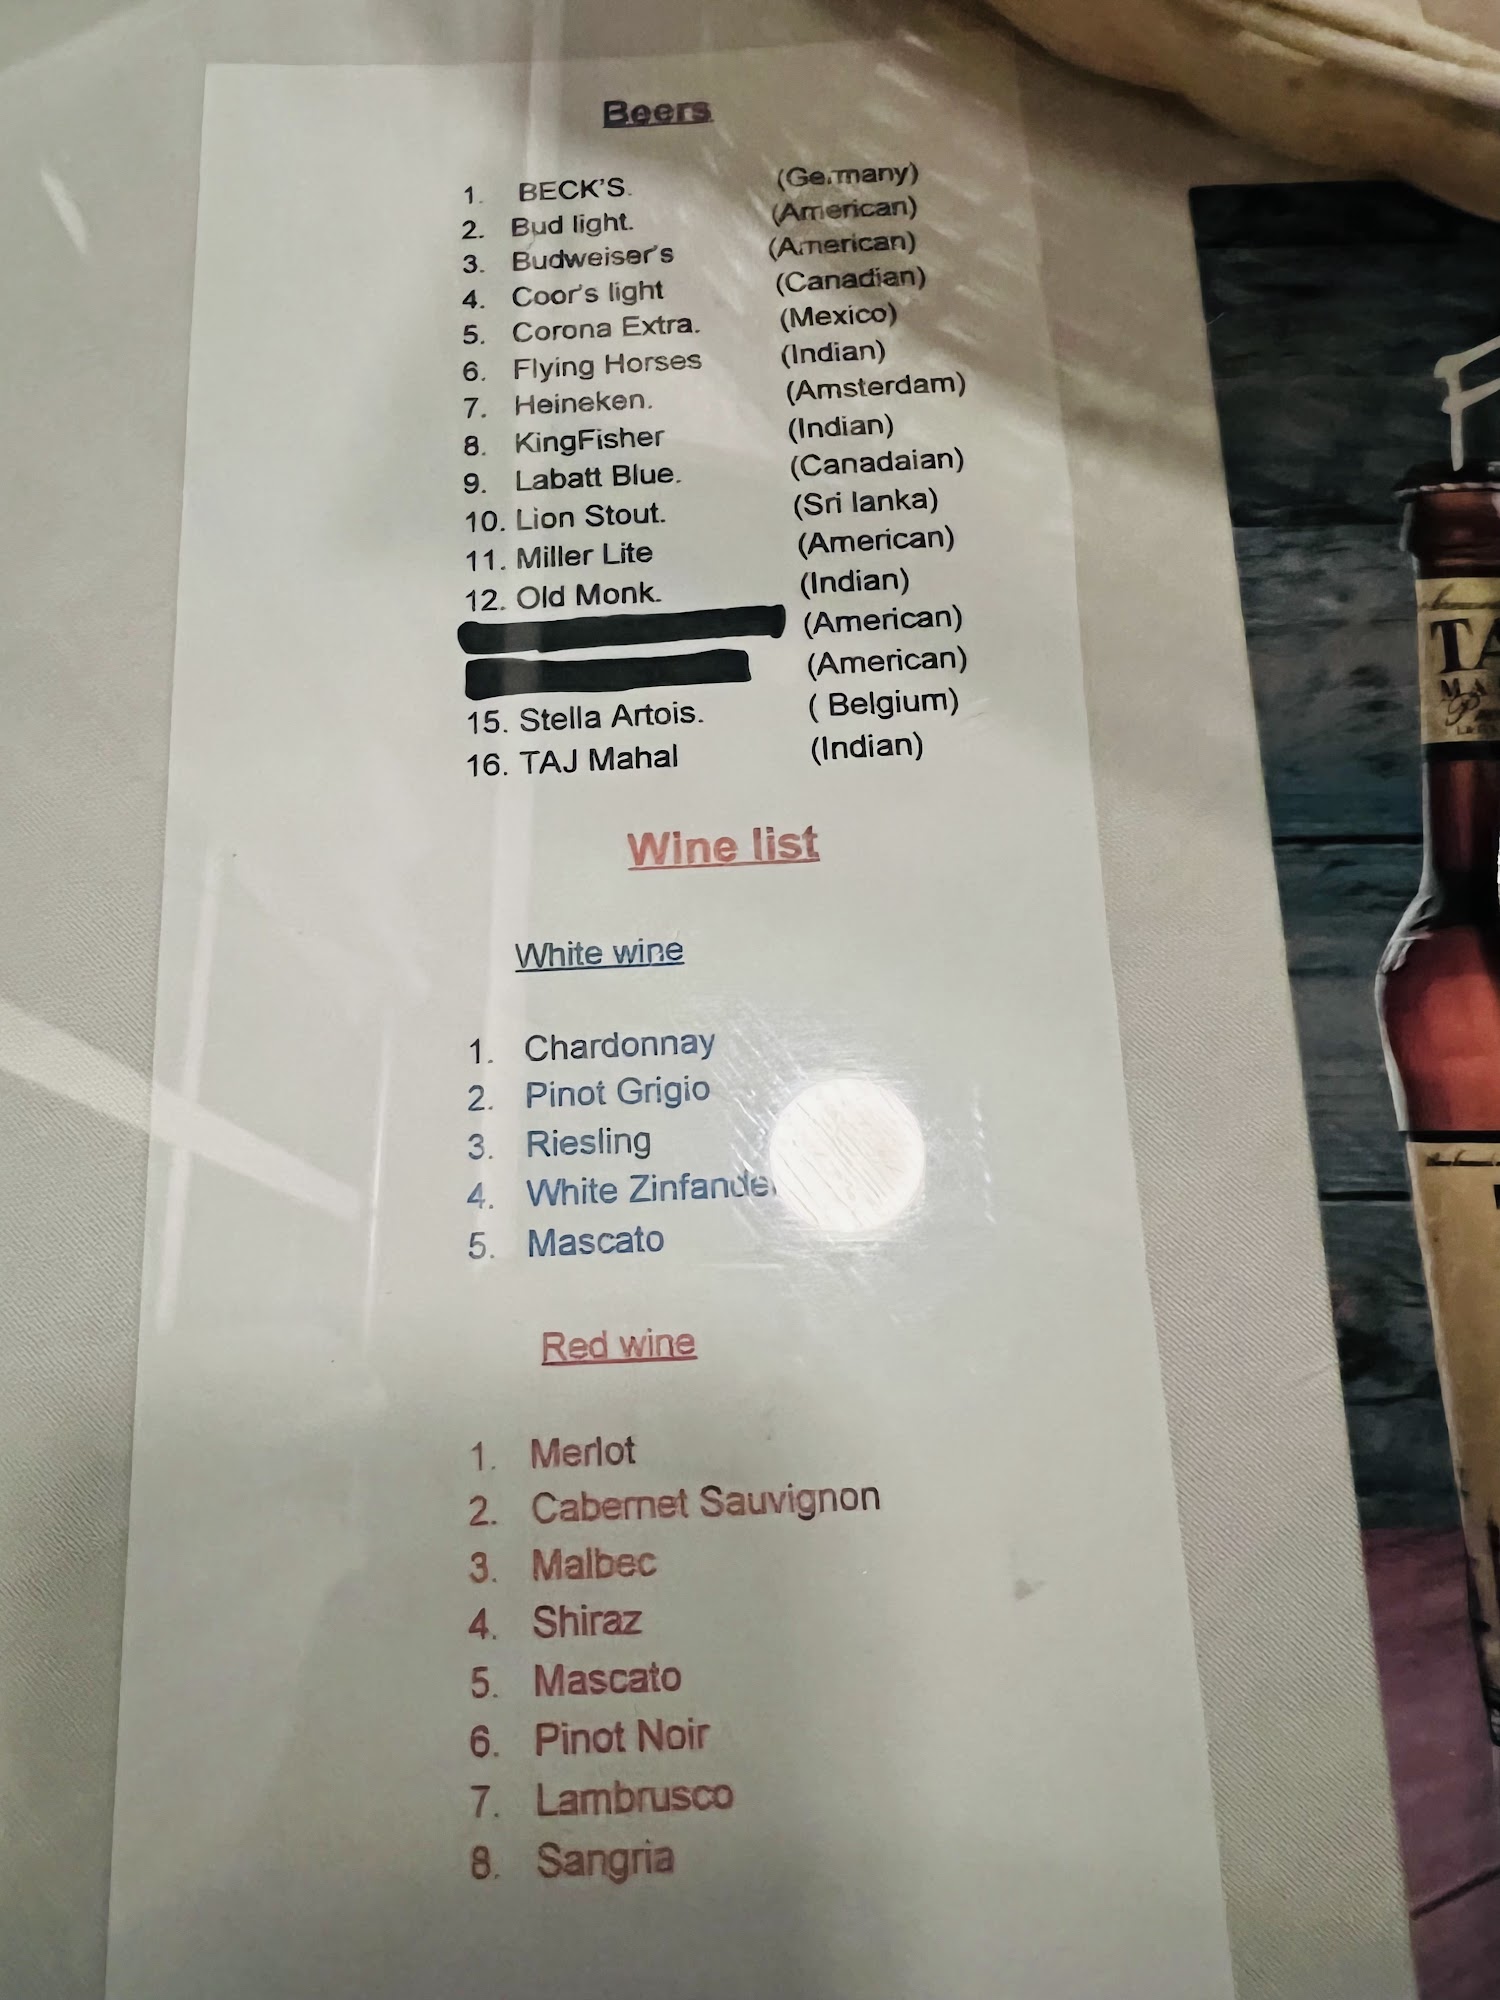 Beers
1. BECK'S. (Germany)
2. Bud light. (American)
3. Budweiser's (American)
4. Coor's light (Canadian)
5. Corona Extra. (Mexico)
6. Flying Horses (Indian)
7. Heineken. (Amsterdam)
8. KingFisher (Indian)
9. Labatt Blue. (Canadaian)
10. Lion Stout. (Sri lanka)
11. Miller Lite (American)
12. Old Monk. (Indian)
(American)
(American)
15. Stella Artois. ( Belgium)
16. TAJ Mahal (Indian)
Wine list
White wine
1. Chardonnay
2. Pinot Grigio
3. Riesling
4. White Zinfandel
5. Mascato
Red wine
1. Merlot
2. Cabernet Sauvignon
3. Malbec
4. Shiraz
5. Mascato
6. Pinot Noir
7. Lambrusco
8. Sangria
TA